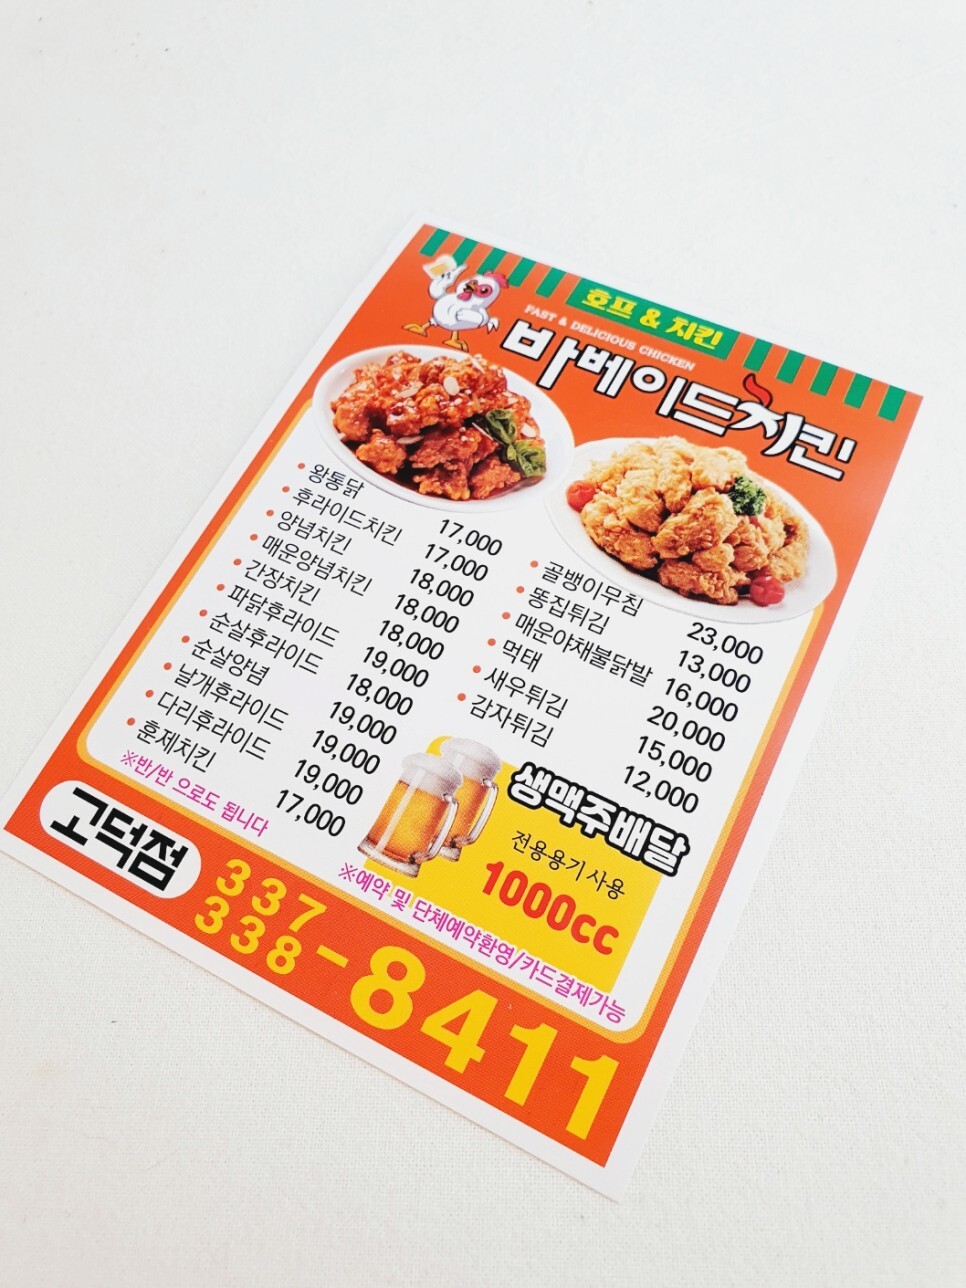 호프 & 치킨
FAST & DELICIOUS CHICKEN
바베이드치킨
왕통닭 17,000
후라이드치킨 17,000
양념치킨 18,000
매운양념치킨 18,000
간장치킨 18,000
파닭후라이드 19,000
순살후라이드 18,000
순살양념 19,000
날개후라이드 19,000
다리후라이드 19,000
훈제치킨 17,000
※반/반 으로도 됩니다
골뱅이무침 23,000
똥집튀김 13,000
매운야채불닭발 16,000
먹태 20,000
새우튀김 15,000
감자튀김 12,000
생맥주배달
전용용기 사용
1000cc
※예약 및 단체예약환영/카드결제가능
고덕점
337
338-8411